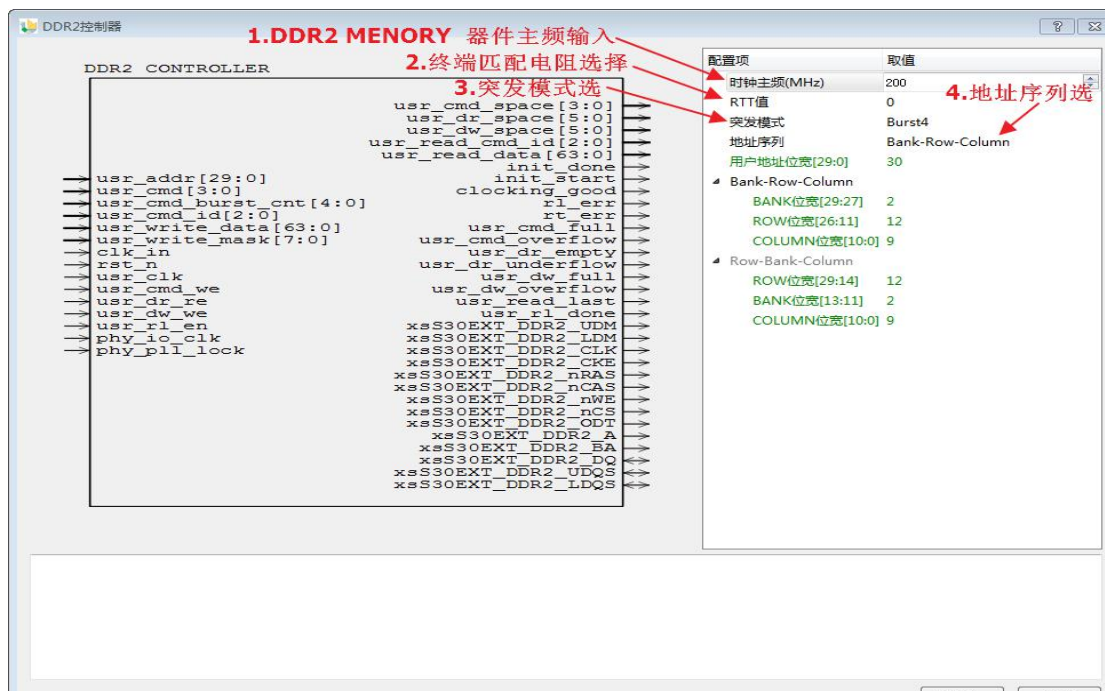 DDR2控制器
1.DDR2 MENORY 器件主频输入
2.终端匹配电阻选择
3.突发模式选
4.地址序列选
DDR2 CONTROLLER
usr_cmd_space[3:0]
usr_dr_space[5:0]
usr_dw_space[5:0]
usr_read_cmd_id[2:0]
usr_read_data[63:0]
init_done
init_start
clocking_good
rl_err
rt_err
usr_cmd_full
usr_cmd_overflow
usr_dr_empty
usr_dr_underflow
usr_dw_full
usr_dw_overflow
usr_read_last
usr_rl_done
xsS30EXT_DDR2_UDM
xsS30EXT_DDR2_LDM
xsS30EXT_DDR2_CLK
xsS30EXT_DDR2_CKE
xsS30EXT_DDR2_nRAS
xsS30EXT_DDR2_nCAS
xsS30EXT_DDR2_nWE
xsS30EXT_DDR2_nCS
xsS30EXT_DDR2_ODT
xsS30EXT_DDR2_A
xsS30EXT_DDR2_BA
xsS30EXT_DDR2_DQ
xsS30EXT_DDR2_UDQS
xsS30EXT_DDR2_LDQS
usr_addr[29:0]
usr_cmd[3:0]
usr_cmd_burst_cnt[4:0]
usr_cmd_id[2:0]
usr_write_data[63:0]
usr_write_mask[7:0]
clk_in
rst_n
usr_clk
usr_cmd_we
usr_dr_re
usr_dw_we
usr_rl_en
phy_io_clk
phy_pll_lock
配置项 取值
时钟主频(MHz) 200
RTT值 0
突发模式 Burst4
地址序列 Bank-Row-Column
用户地址位宽[29:0] 30
Bank-Row-Column
BANK位宽[29:27] 2
ROW位宽[26:11] 12
COLUMN位宽[10:0] 9
Row-Bank-Column
ROW位宽[29:14] 12
BANK位宽[13:11] 2
COLUMN位宽[10:0] 9